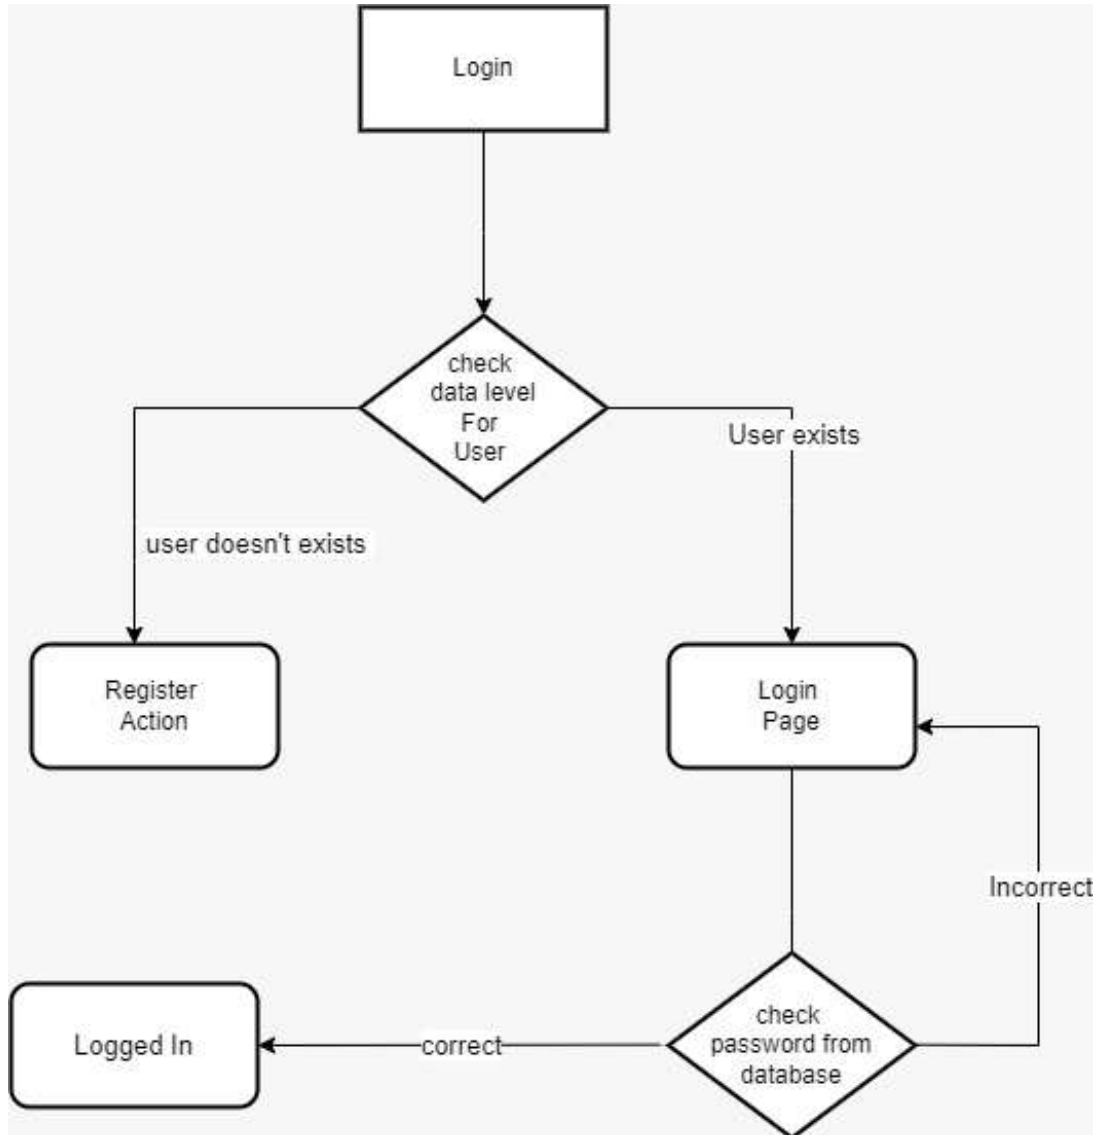 Login
check
data level
For
User
User exists
user doesn't exists
Register
Action
Login
Page
Incorrect
Logged In
correct
check
password from
database